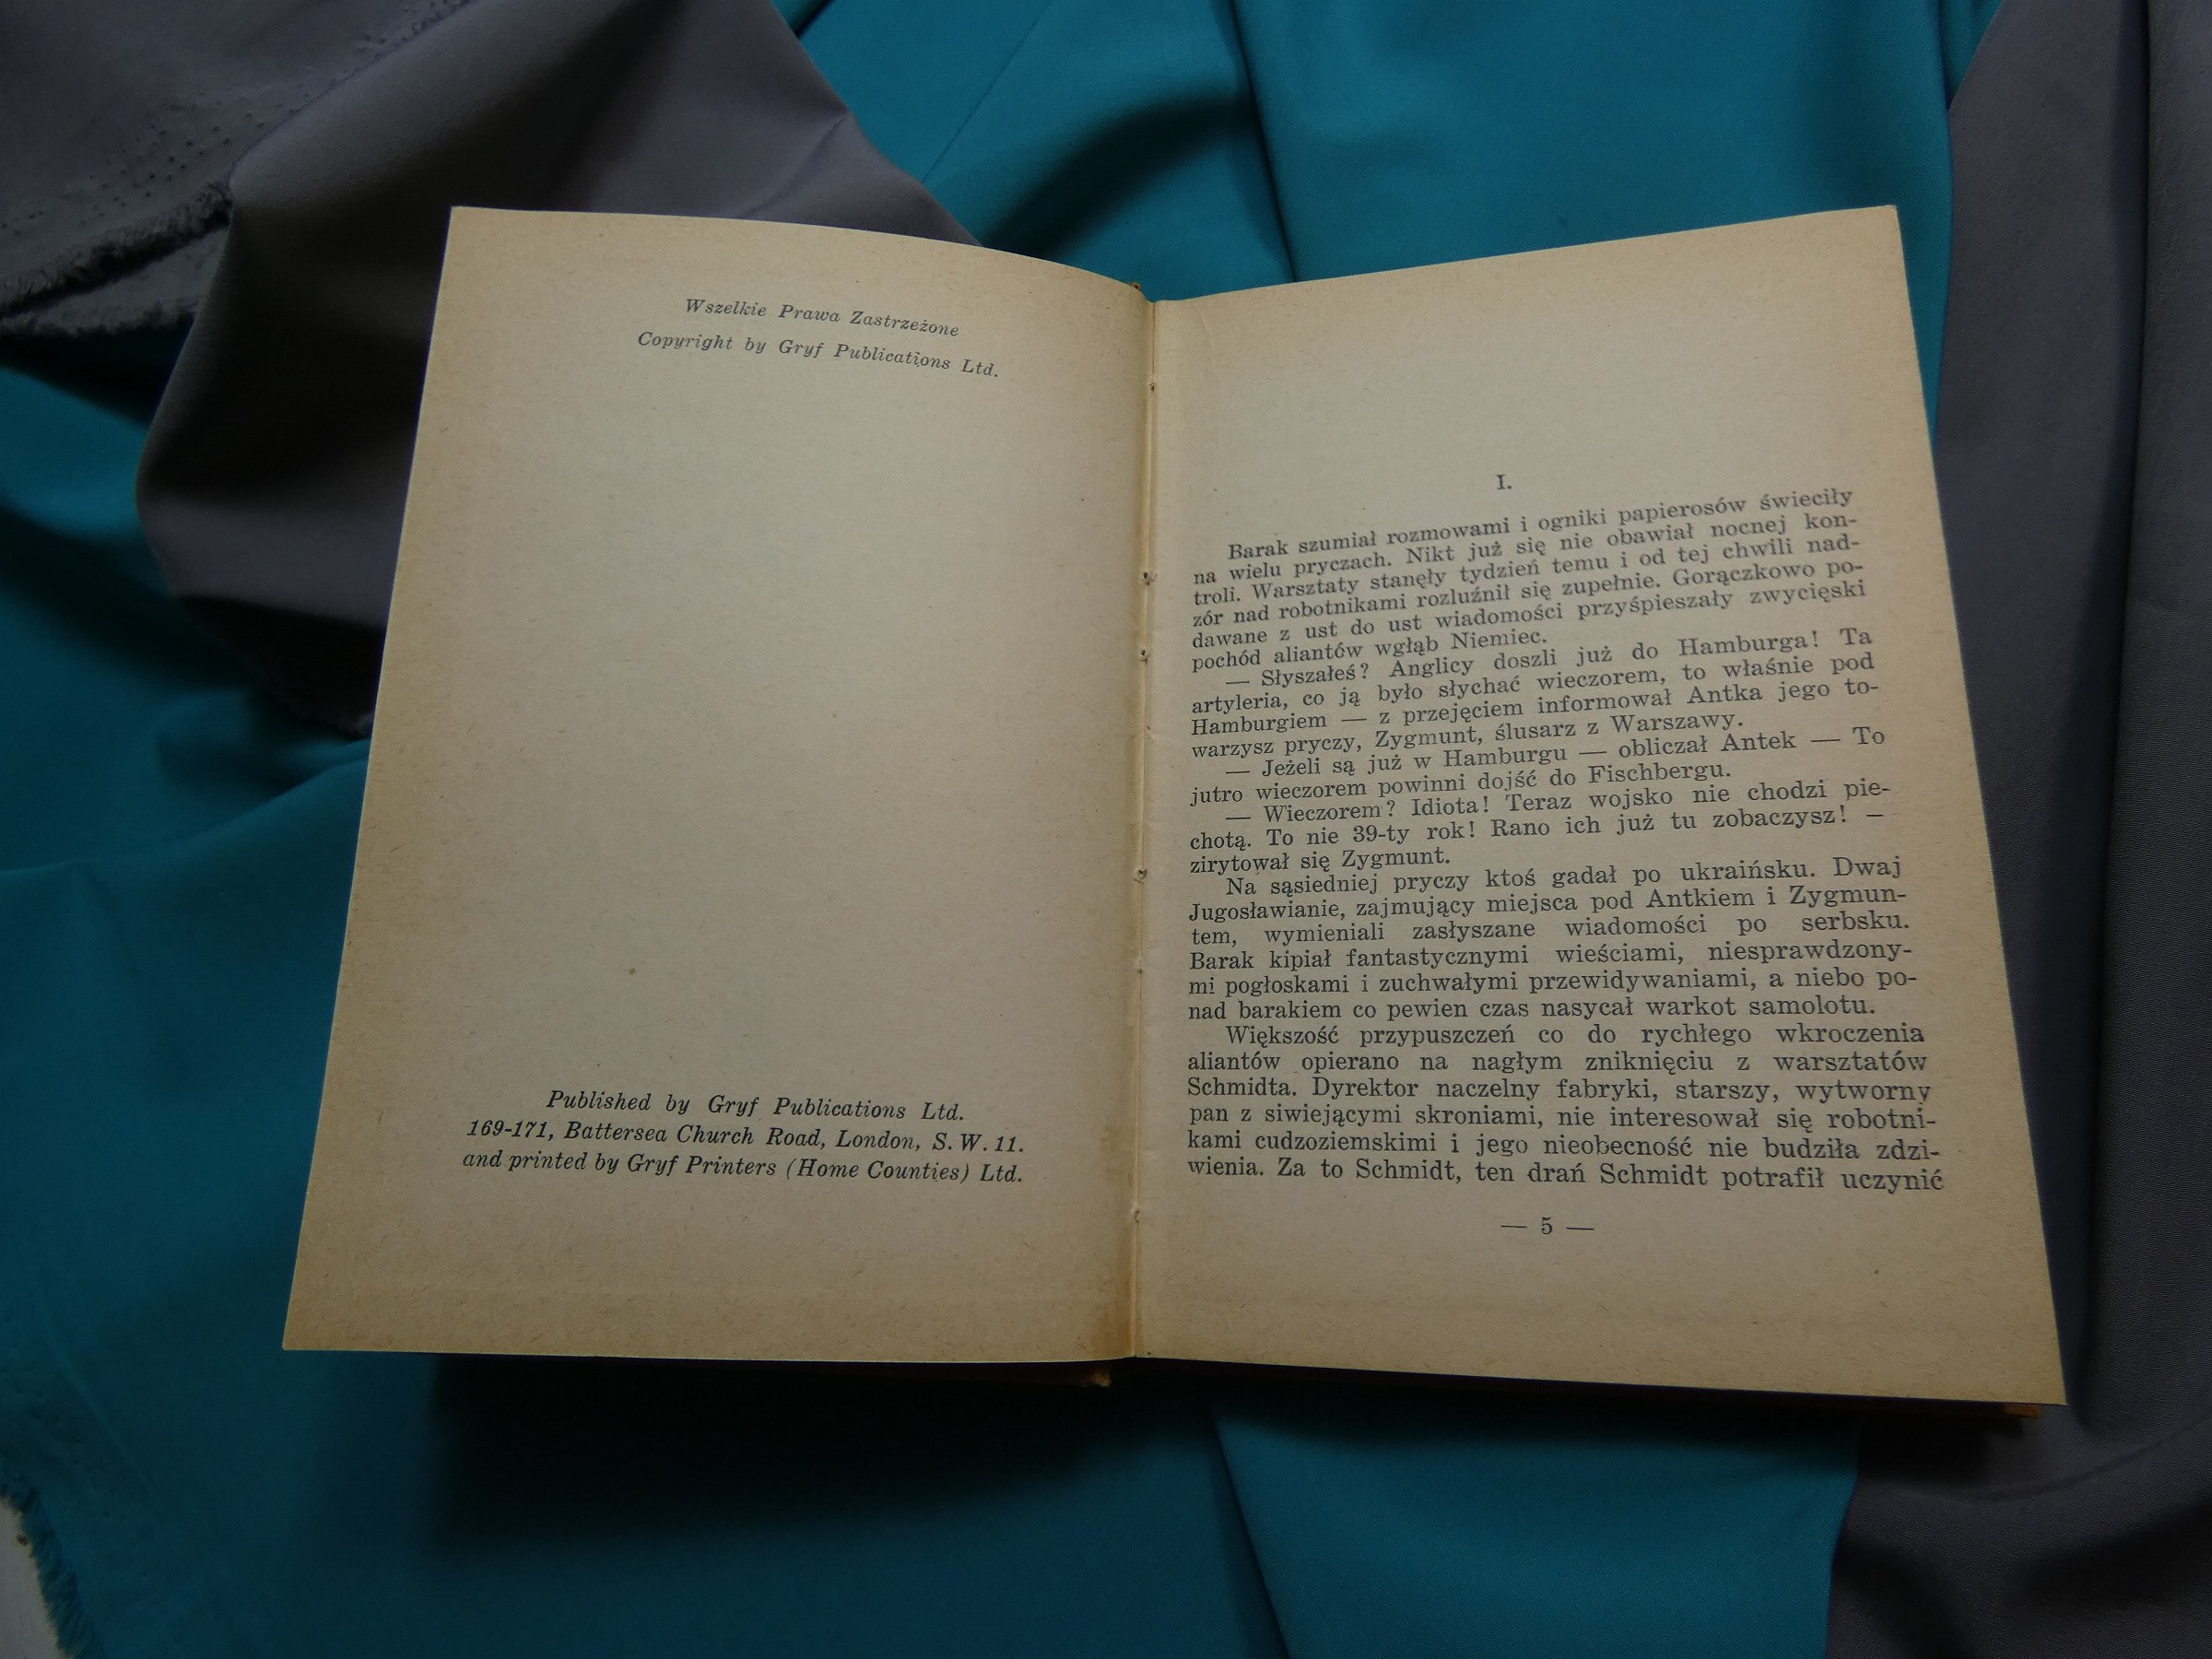 Wszelkie Prawa Zastrzeżone
Copyright by Gryf Publications Ltd.
Published by Gryf Publications Ltd.
169-171, Battersea Church Road, London, S. W. 11.
and printed by Gryf Printers (Home Counties) Ltd.
I.
Barak szumiał rozmowami i ogniki papierosów świeciły
na wielu pryczach. Nikt już się nie obawiał nocnej kon-
troli. Warsztaty stanęły tydzień temu i od tej chwili nad-
zór nad robotnikami rozluźnił się zupełnie. Gorączkowo po-
dawane z ust do ust wiadomości przyśpieszały zwycięski
pochód aliantów wgłąb Niemiec.
— Słyszałeś? Anglicy doszli już do Hamburga! Ta
artyleria, co ją było słychać wieczorem, to właśnie pod
Hamburgiem — z przejęciem informował Antka jego to-
warzysz pryczy, Zygmunt, ślusarz z Warszawy.
— Jeżeli są już w Hamburgu — obliczał Antek — To
jutro wieczorem powinni dojść do Fischbergu.
— Wieczorem? Idiota! Teraz wojsko nie chodzi pie-
chotą. To nie 39-ty rok! Rano ich już tu zobaczysz! —
zirytował się Zygmunt.
Na sąsiedniej pryczy ktoś gadał po ukraińsku. Dwaj
Jugosławianie, zajmujący miejsca pod Antkiem i Zygmun-
tem, wymieniali zasłyszane wiadomości po serbsku.
Barak kipiał fantastycznymi wieściami, niesprawdzony-
mi pogłoskami i zuchwałymi przewidywaniami, a niebo po-
nad barakiem co pewien czas nasycał warkot samolotu.
Większość przypuszczeń co do rychłego wkroczenia
aliantów opierano na nagłym zniknięciu z warsztatów
Schmidta. Dyrektor naczelny fabryki, starszy, wytworny
pan z siwiejącymi skroniami, nie interesował się robotni-
kami cudzoziemskimi i jego nieobecność nie budziła zdzi-
wienia. Za to Schmidt, ten drań Schmidt potrafił uczynić
— 5 —